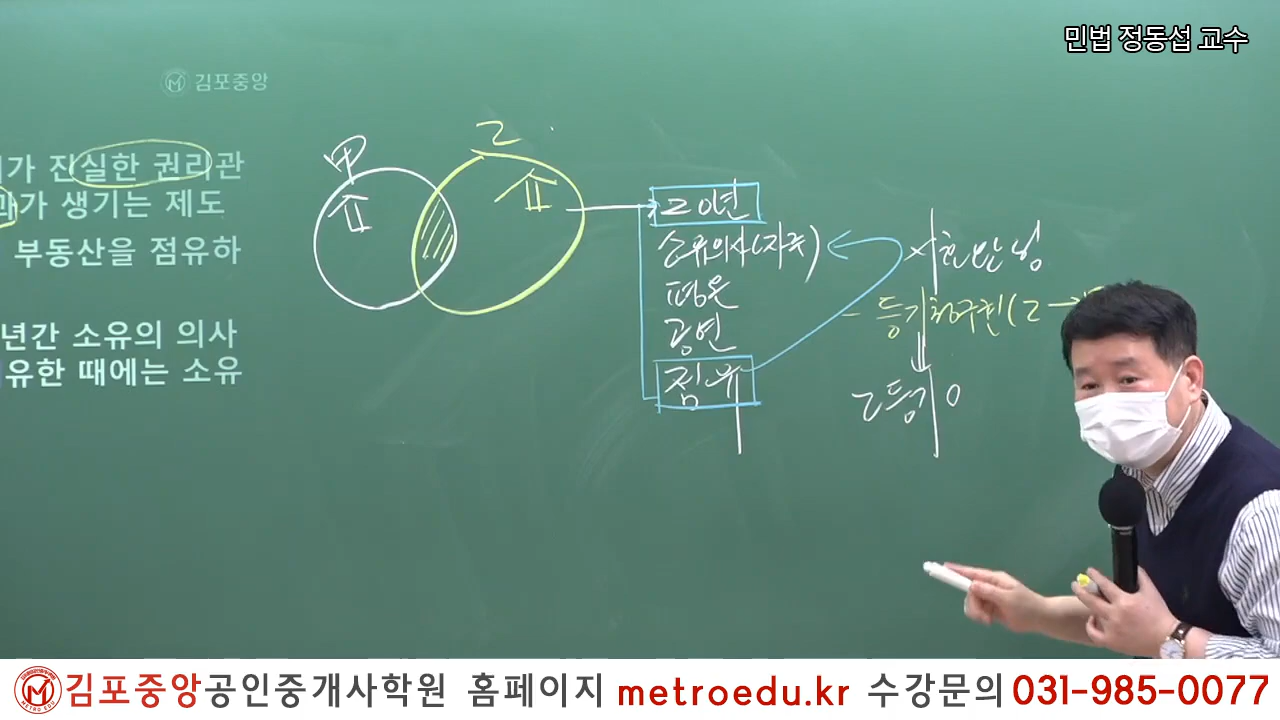 민법 정동섭 교수
김포중앙
가 진실한 권리관
과가 생기는 제도
부동산을 점유하
년간 소유의 의사
유한 때에는 소유
甲
乙
20년
소유의사(자주)
평온
공연
점유
시효완성
- 등기청구권(乙→
乙등기 0
김포중앙공인중개사학원 홈페이지 metroedu.kr 수강문의 031-985-0077